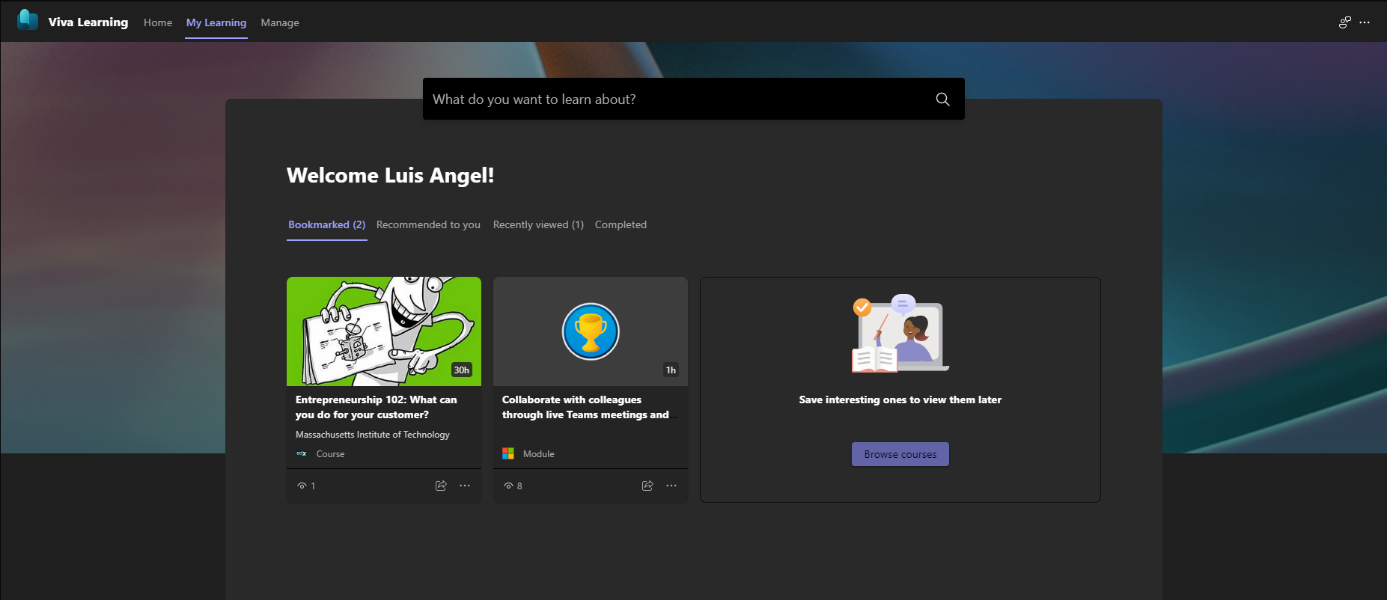 Viva Learning
Home
My Learning
Manage
What do you want to learn about?
Welcome Luis Angel!
Bookmarked (2)
Recommended to you
Recently viewed (1)
Completed
30h
Entrepreneurship 102: What can
you do for your customer?
Massachusetts Institute of Technology
edX
Course
1
1h
Collaborate with colleagues
through live Teams meetings and
Module
8
Save interesting ones to view them later
Browse courses